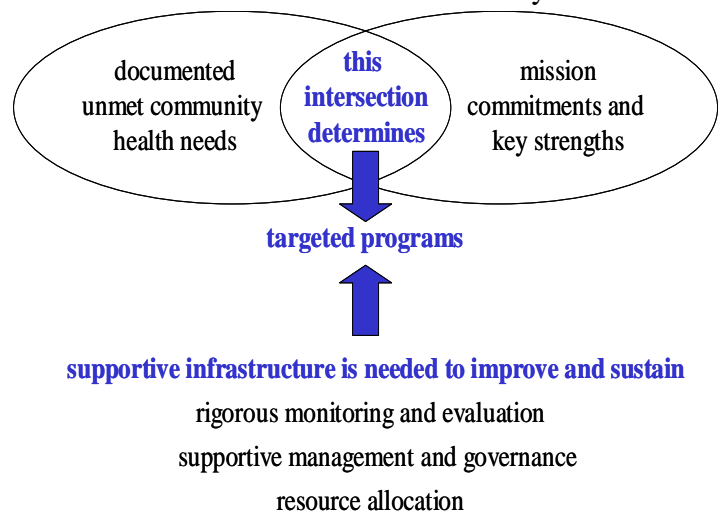 documented
unmet community
health needs
this
intersection
determines
mission
commitments and
key strengths
targeted programs
supportive infrastructure is needed to improve and sustain
rigorous monitoring and evaluation
supportive management and governance
resource allocation